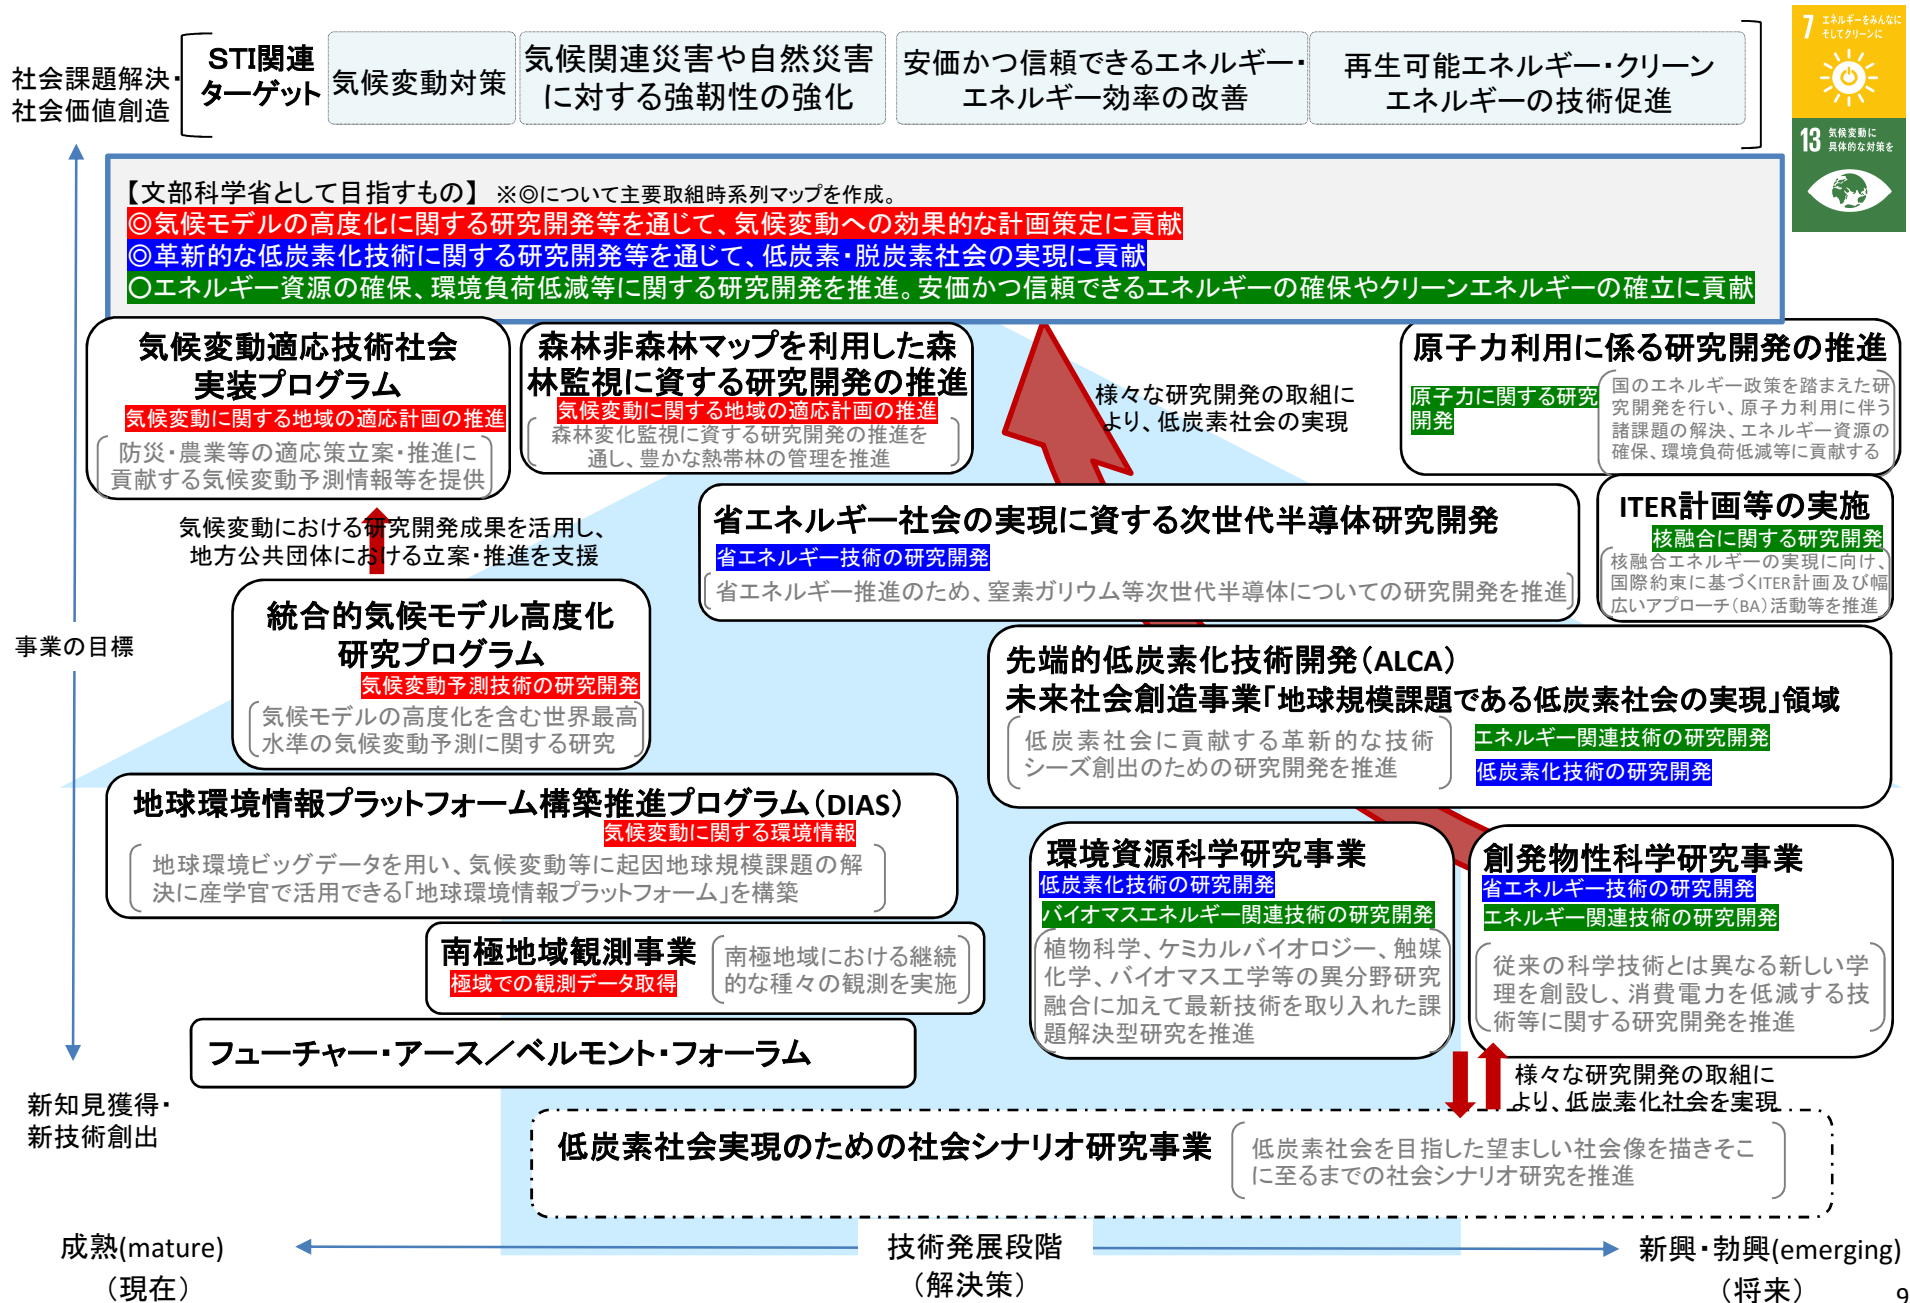 社会課題解決・
社会価値創造
STI関連
ターゲット
気候変動対策
気候関連災害や自然災害
に対する強靭性の強化
安価かつ信頼できるエネルギー・
エネルギー効率の改善
再生可能エネルギー・クリーン
エネルギーの技術促進
7 エネルギーをみんなに
そしてクリーンに
13 気候変動に
具体的な対策を
【文部科学省として目指すもの】 ※◎について主要取組時系列マップを作成。
◎気候モデルの高度化に関する研究開発等を通じて、気候変動への効果的な計画策定に貢献
◎革新的な低炭素化技術に関する研究開発等を通じて、低炭素・脱炭素社会の実現に貢献
○エネルギー資源の確保、環境負荷低減等に関する研究開発を推進。安価かつ信頼できるエネルギーの確保やクリーンエネルギーの確立に貢献
気候変動適応技術社会
実装プログラム
気候変動に関する地域の適応計画の推進
防災・農業等の適応策立案・推進に
貢献する気候変動予測情報等を提供
森林非森林マップを利用した森
林監視に資する研究開発の推進
気候変動に関する地域の適応計画の推進
森林変化監視に資する研究開発の推進を
通し、豊かな熱帯林の管理を推進
様々な研究開発の取組に
より、低炭素社会の実現
原子力利用に係る研究開発の推進
原子力に関する研究
開発
国のエネルギー政策を踏まえた研
究開発を行い、原子力利用に伴う
諸課題の解決、エネルギー資源の
確保、環境負荷低減等に貢献する
気候変動における研究開発成果を活用し、
地方公共団体における立案・推進を支援
省エネルギー社会の実現に資する次世代半導体研究開発
省エネルギー技術の研究開発
省エネルギー推進のため、窒素ガリウム等次世代半導体についての研究開発を推進
ITER計画等の実施
核融合に関する研究開発
核融合エネルギーの実現に向け、
国際約束に基づくITER計画及び幅
広いアプローチ(BA)活動等を推進
事業の目標
統合的気候モデル高度化
研究プログラム
気候変動予測技術の研究開発
気候モデルの高度化を含む世界最高
水準の気候変動予測に関する研究
先端的低炭素化技術開発(ALCA)
未来社会創造事業「地球規模課題である低炭素社会の実現」領域
低炭素社会に貢献する革新的な技術
シーズ創出のための研究開発を推進
エネルギー関連技術の研究開発
低炭素化技術の研究開発
地球環境情報プラットフォーム構築推進プログラム(DIAS)
気候変動に関する環境情報
地球環境ビッグデータを用い、気候変動等に起因地球規模課題の解
決に産学官で活用できる「地球環境情報プラットフォーム」を構築
環境資源科学研究事業
低炭素化技術の研究開発
バイオマスエネルギー関連技術の研究開発
植物科学、ケミカルバイオロジー、触媒
化学、バイオマス工学等の異分野研究
融合に加えて最新技術を取り入れた課
題解決型研究を推進
創発物性科学研究事業
省エネルギー技術の研究開発
エネルギー関連技術の研究開発
従来の科学技術とは異なる新しい学
理を創設し、消費電力を低減する技
術等に関する研究開発を推進
南極地域観測事業
極域での観測データ取得
南極地域における継続
的な種々の観測を実施
フューチャー・アース／ベルモント・フォーラム
様々な研究開発の取組に
より、低炭素化社会を実現
新知見獲得・
新技術創出
低炭素社会実現のための社会シナリオ研究事業
低炭素社会を目指した望ましい社会像を描きそこ
に至るまでの社会シナリオ研究を推進
成熟(mature)
(現在)
技術発展段階
(解決策)
新興・勃興(emerging)
(将来)
9